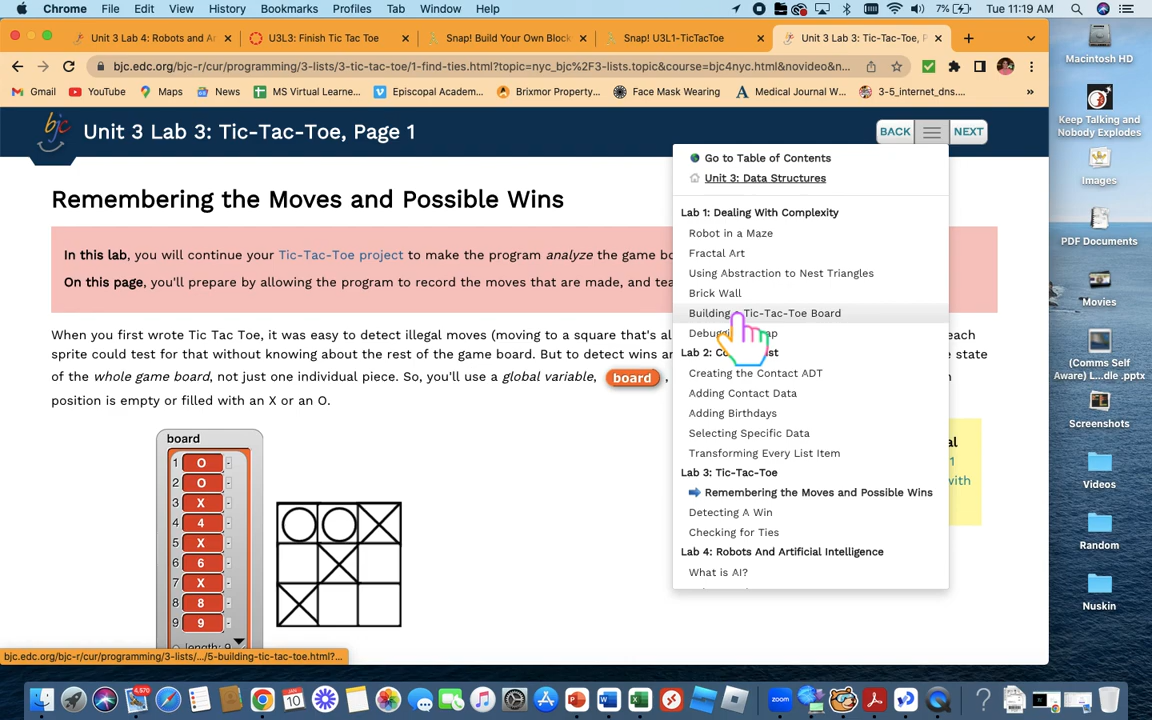 Chrome File Edit View History Bookmarks Profiles Tab Window Help 7% Tue 11:19 AM
Unit 3 Lab 4: Robots and Ar U3L3: Finish Tic Tac Toe Snap! Build Your Own Block Snap! U3L1-TicTacToe Unit 3 Lab 3: Tic-Tac-Toe, P
bjc.edc.org/bjc-r/cur/programming/3-lists/3-tic-tac-toe/1-find-ties.html?topic=nyc_bjc%2F3-lists.topic&course=bjc4nyc.html&novideo&n...
Gmail YouTube Maps News MS Virtual Learne... Episcopal Academ... Brixmor Property... Face Mask Wearing Medical Journal W... 3-5_internet_dns.... »
bjc Unit 3 Lab 3: Tic-Tac-Toe, Page 1 BACK NEXT
Go to Table of Contents
Unit 3: Data Structures
Lab 1: Dealing With Complexity
Robot in a Maze
Fractal Art
Using Abstraction to Nest Triangles
Brick Wall
Building Tic-Tac-Toe Board
Lab 2:
Creating the Contact ADT
Adding Contact Data
Adding Birthdays
Selecting Specific Data
Transforming Every List Item
Lab 3: Tic-Tac-Toe
Remembering the Moves and Possible Wins
Detecting A Win
Checking for Ties
Lab 4: Robots And Artificial Intelligence
What is AI?
Remembering the Moves and Possible Wins
In this lab, you will continue your Tic-Tac-Toe project to make the program analyze the game
On this page, you'll prepare by allowing the program to record the moves that are made, and
When you first wrote Tic Tac Toe, it was easy to detect illegal moves (moving to a square that's each
sprite could test for that without knowing about the rest of the game board. But to detect wins state
of the whole game board, not just one individual piece. So, you'll use a global variable, board ,
position is empty or filled with an X or an O.
with
board
1 O
2 O
3 X
4 4
5 X
6 6
7 X
8 8
9 9
bjc.edc.org/bjc-r/cur/programming/3-lists/.../5-building-tic-tac-toe.html?...
Macintosh HD
Keep Talking and
Nobody Explodes
Images
PDF Documents
Movies
(Comms Self
Aware) L...dle .pptx
Screenshots
Videos
Random
Nuskin
4,570
JAN
10
zoom